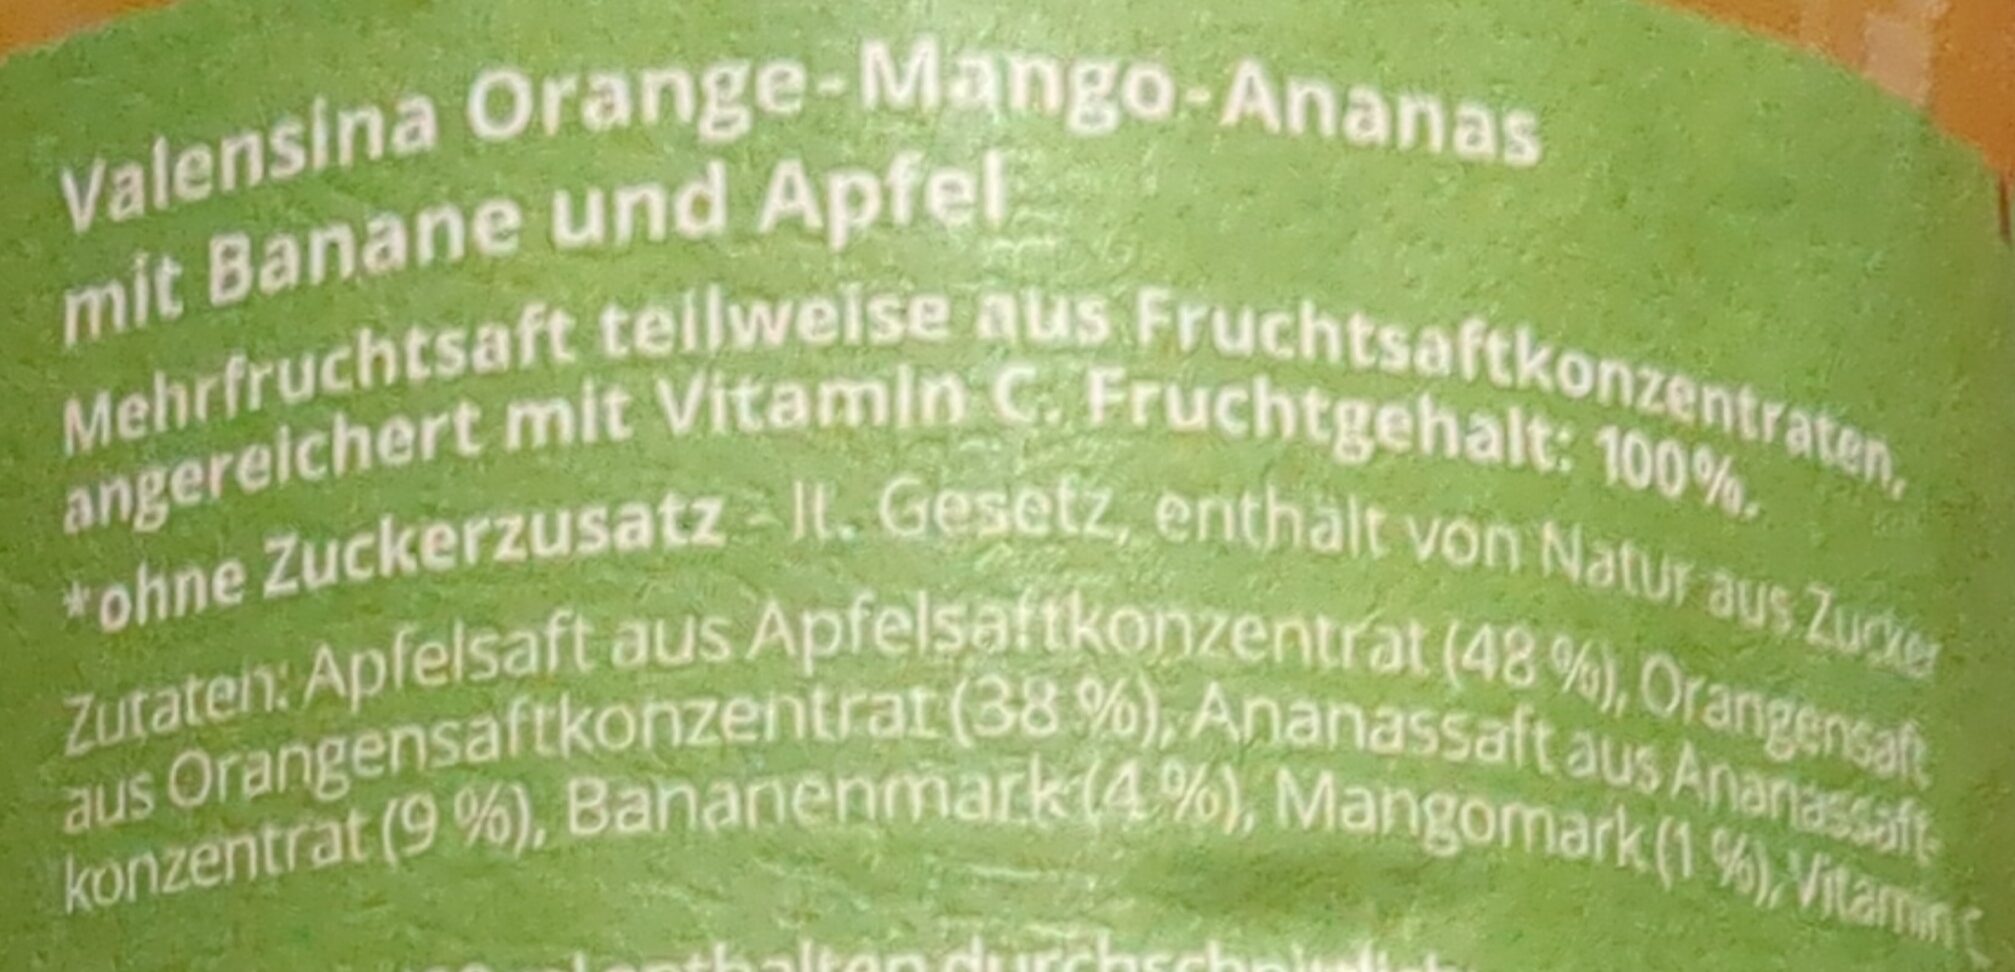 Valensina Orange-Mango-Ananas
mit Banane und Apfel
Mehrfruchtsaft teilweise aus Fruchtsaftkonzentraten,
angereichert mit Vitamin C. Fruchtgehalt: 100%.
*ohne Zuckerzusatz - lt. Gesetz, enthält von Natur aus Zucker
Zutaten: Apfelsaft aus Apfelsaftkonzentrat (48 %), Orangensaft
aus Orangensaftkonzentrat (38 %), Ananassaft aus Ananassaft-
konzentrat (9 %), Bananenmark (4 %), Mangomark (1 %), Vitamin C
enthalten durchschnittlich